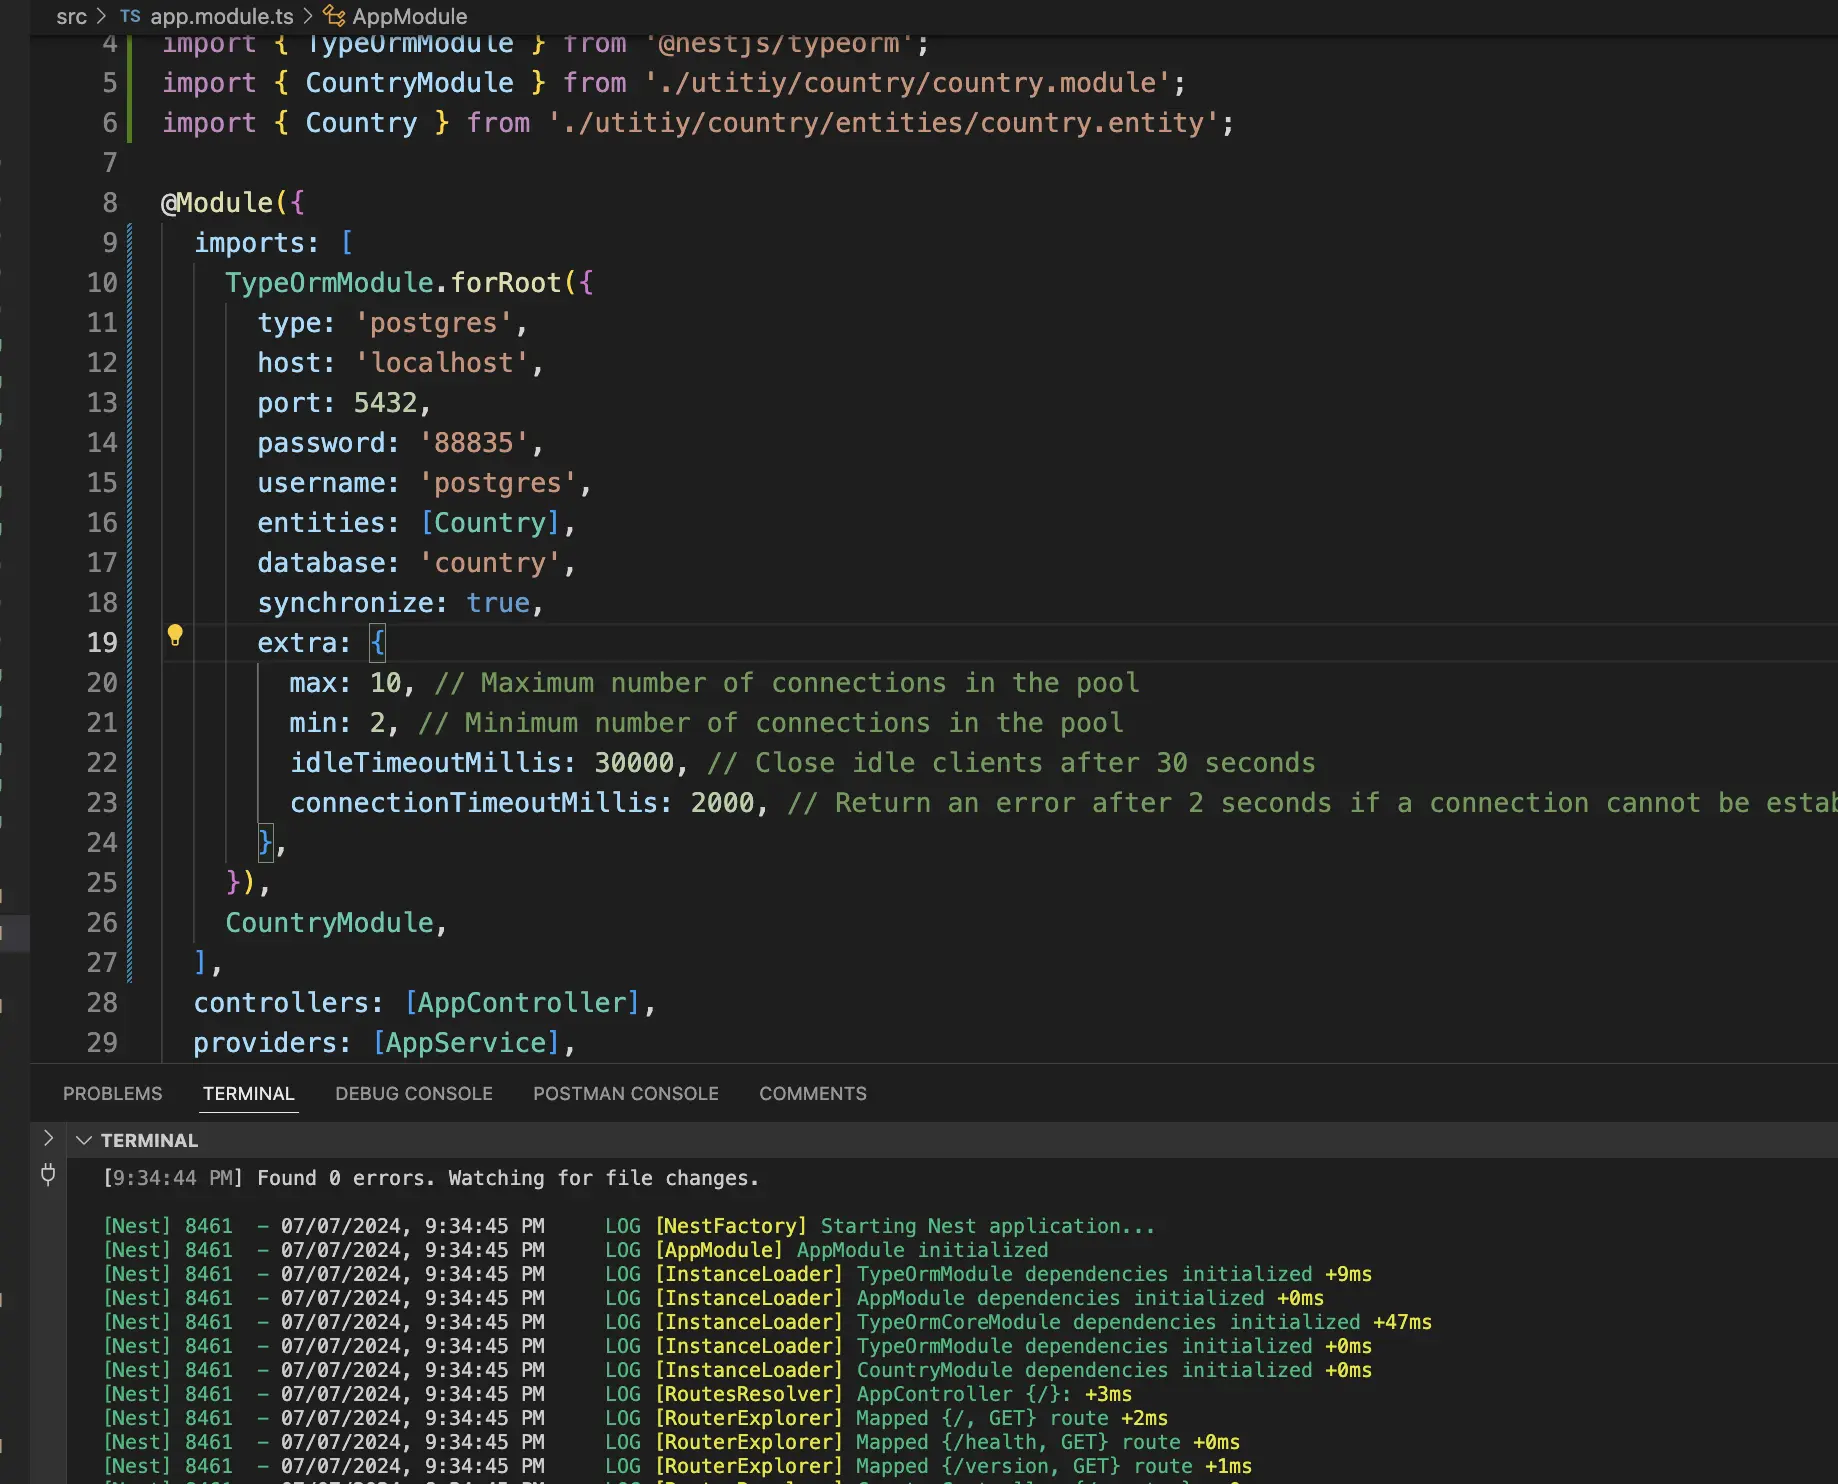 src > TS app.module.ts > AppModule
4 import { TypeOrmModule } from '@nestjs/typeorm';
5 import { CountryModule } from './utitiy/country/country.module';
6 import { Country } from './utitiy/country/entities/country.entity';
7
8 @Module({
9 imports: [
10 TypeOrmModule.forRoot({
11 type: 'postgres',
12 host: 'localhost',
13 port: 5432,
14 password: '88835',
15 username: 'postgres',
16 entities: [Country],
17 database: 'country',
18 synchronize: true,
19 extra: {
20 max: 10, // Maximum number of connections in the pool
21 min: 2, // Minimum number of connections in the pool
22 idleTimeoutMillis: 30000, // Close idle clients after 30 seconds
23 connectionTimeoutMillis: 2000, // Return an error after 2 seconds if a connection cannot be estab
24 },
25 }),
26 CountryModule,
27 ],
28 controllers: [AppController],
29 providers: [AppService],
PROBLEMS TERMINAL DEBUG CONSOLE POSTMAN CONSOLE COMMENTS
TERMINAL
[9:34:44 PM] Found 0 errors. Watching for file changes.
[Nest] 8461 - 07/07/2024, 9:34:45 PM LOG [NestFactory] Starting Nest application...
[Nest] 8461 - 07/07/2024, 9:34:45 PM LOG [AppModule] AppModule initialized
[Nest] 8461 - 07/07/2024, 9:34:45 PM LOG [InstanceLoader] TypeOrmModule dependencies initialized +9ms
[Nest] 8461 - 07/07/2024, 9:34:45 PM LOG [InstanceLoader] AppModule dependencies initialized +0ms
[Nest] 8461 - 07/07/2024, 9:34:45 PM LOG [InstanceLoader] TypeOrmCoreModule dependencies initialized +47ms
[Nest] 8461 - 07/07/2024, 9:34:45 PM LOG [InstanceLoader] TypeOrmModule dependencies initialized +0ms
[Nest] 8461 - 07/07/2024, 9:34:45 PM LOG [InstanceLoader] CountryModule dependencies initialized +0ms
[Nest] 8461 - 07/07/2024, 9:34:45 PM LOG [RoutesResolver] AppController {/}: +3ms
[Nest] 8461 - 07/07/2024, 9:34:45 PM LOG [RouterExplorer] Mapped {/, GET} route +2ms
[Nest] 8461 - 07/07/2024, 9:34:45 PM LOG [RouterExplorer] Mapped {/health, GET} route +0ms
[Nest] 8461 - 07/07/2024, 9:34:45 PM LOG [RouterExplorer] Mapped {/version, GET} route +1ms